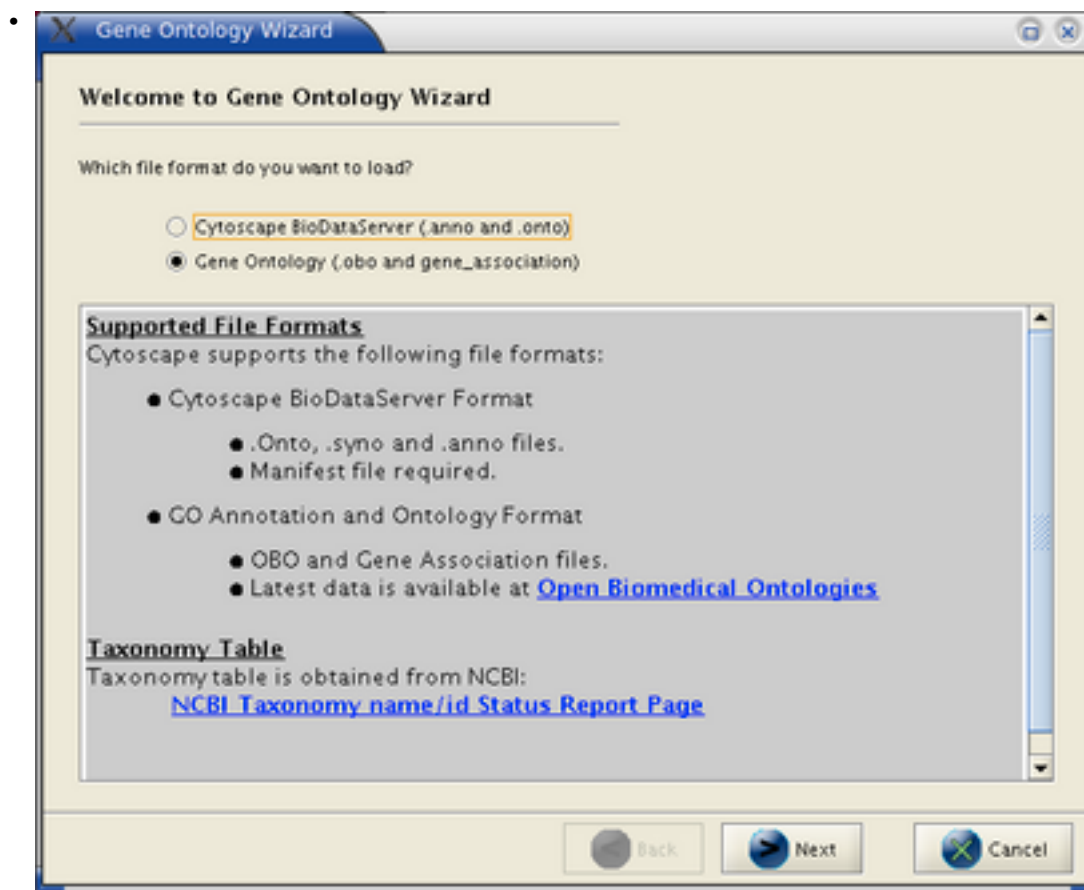 Gene Ontology Wizard
Welcome to Gene Ontology Wizard
Which file format do you want to load?
Cytoscape BioDataServer (.anno and .onto)
Gene Ontology (.obo and gene_association)
Supported File Formats
Cytoscape supports the following file formats:
● Cytoscape BioDataServer Format
● .Onto, .syno and .anno files.
● Manifest file required.
● GO Annotation and Ontology Format
● OBO and Gene Association files.
● Latest data is available at Open Biomedical Ontologies
Taxonomy Table
Taxonomy table is obtained from NCBI:
NCBI Taxonomy name/id Status Report Page
Back
Next
Cancel